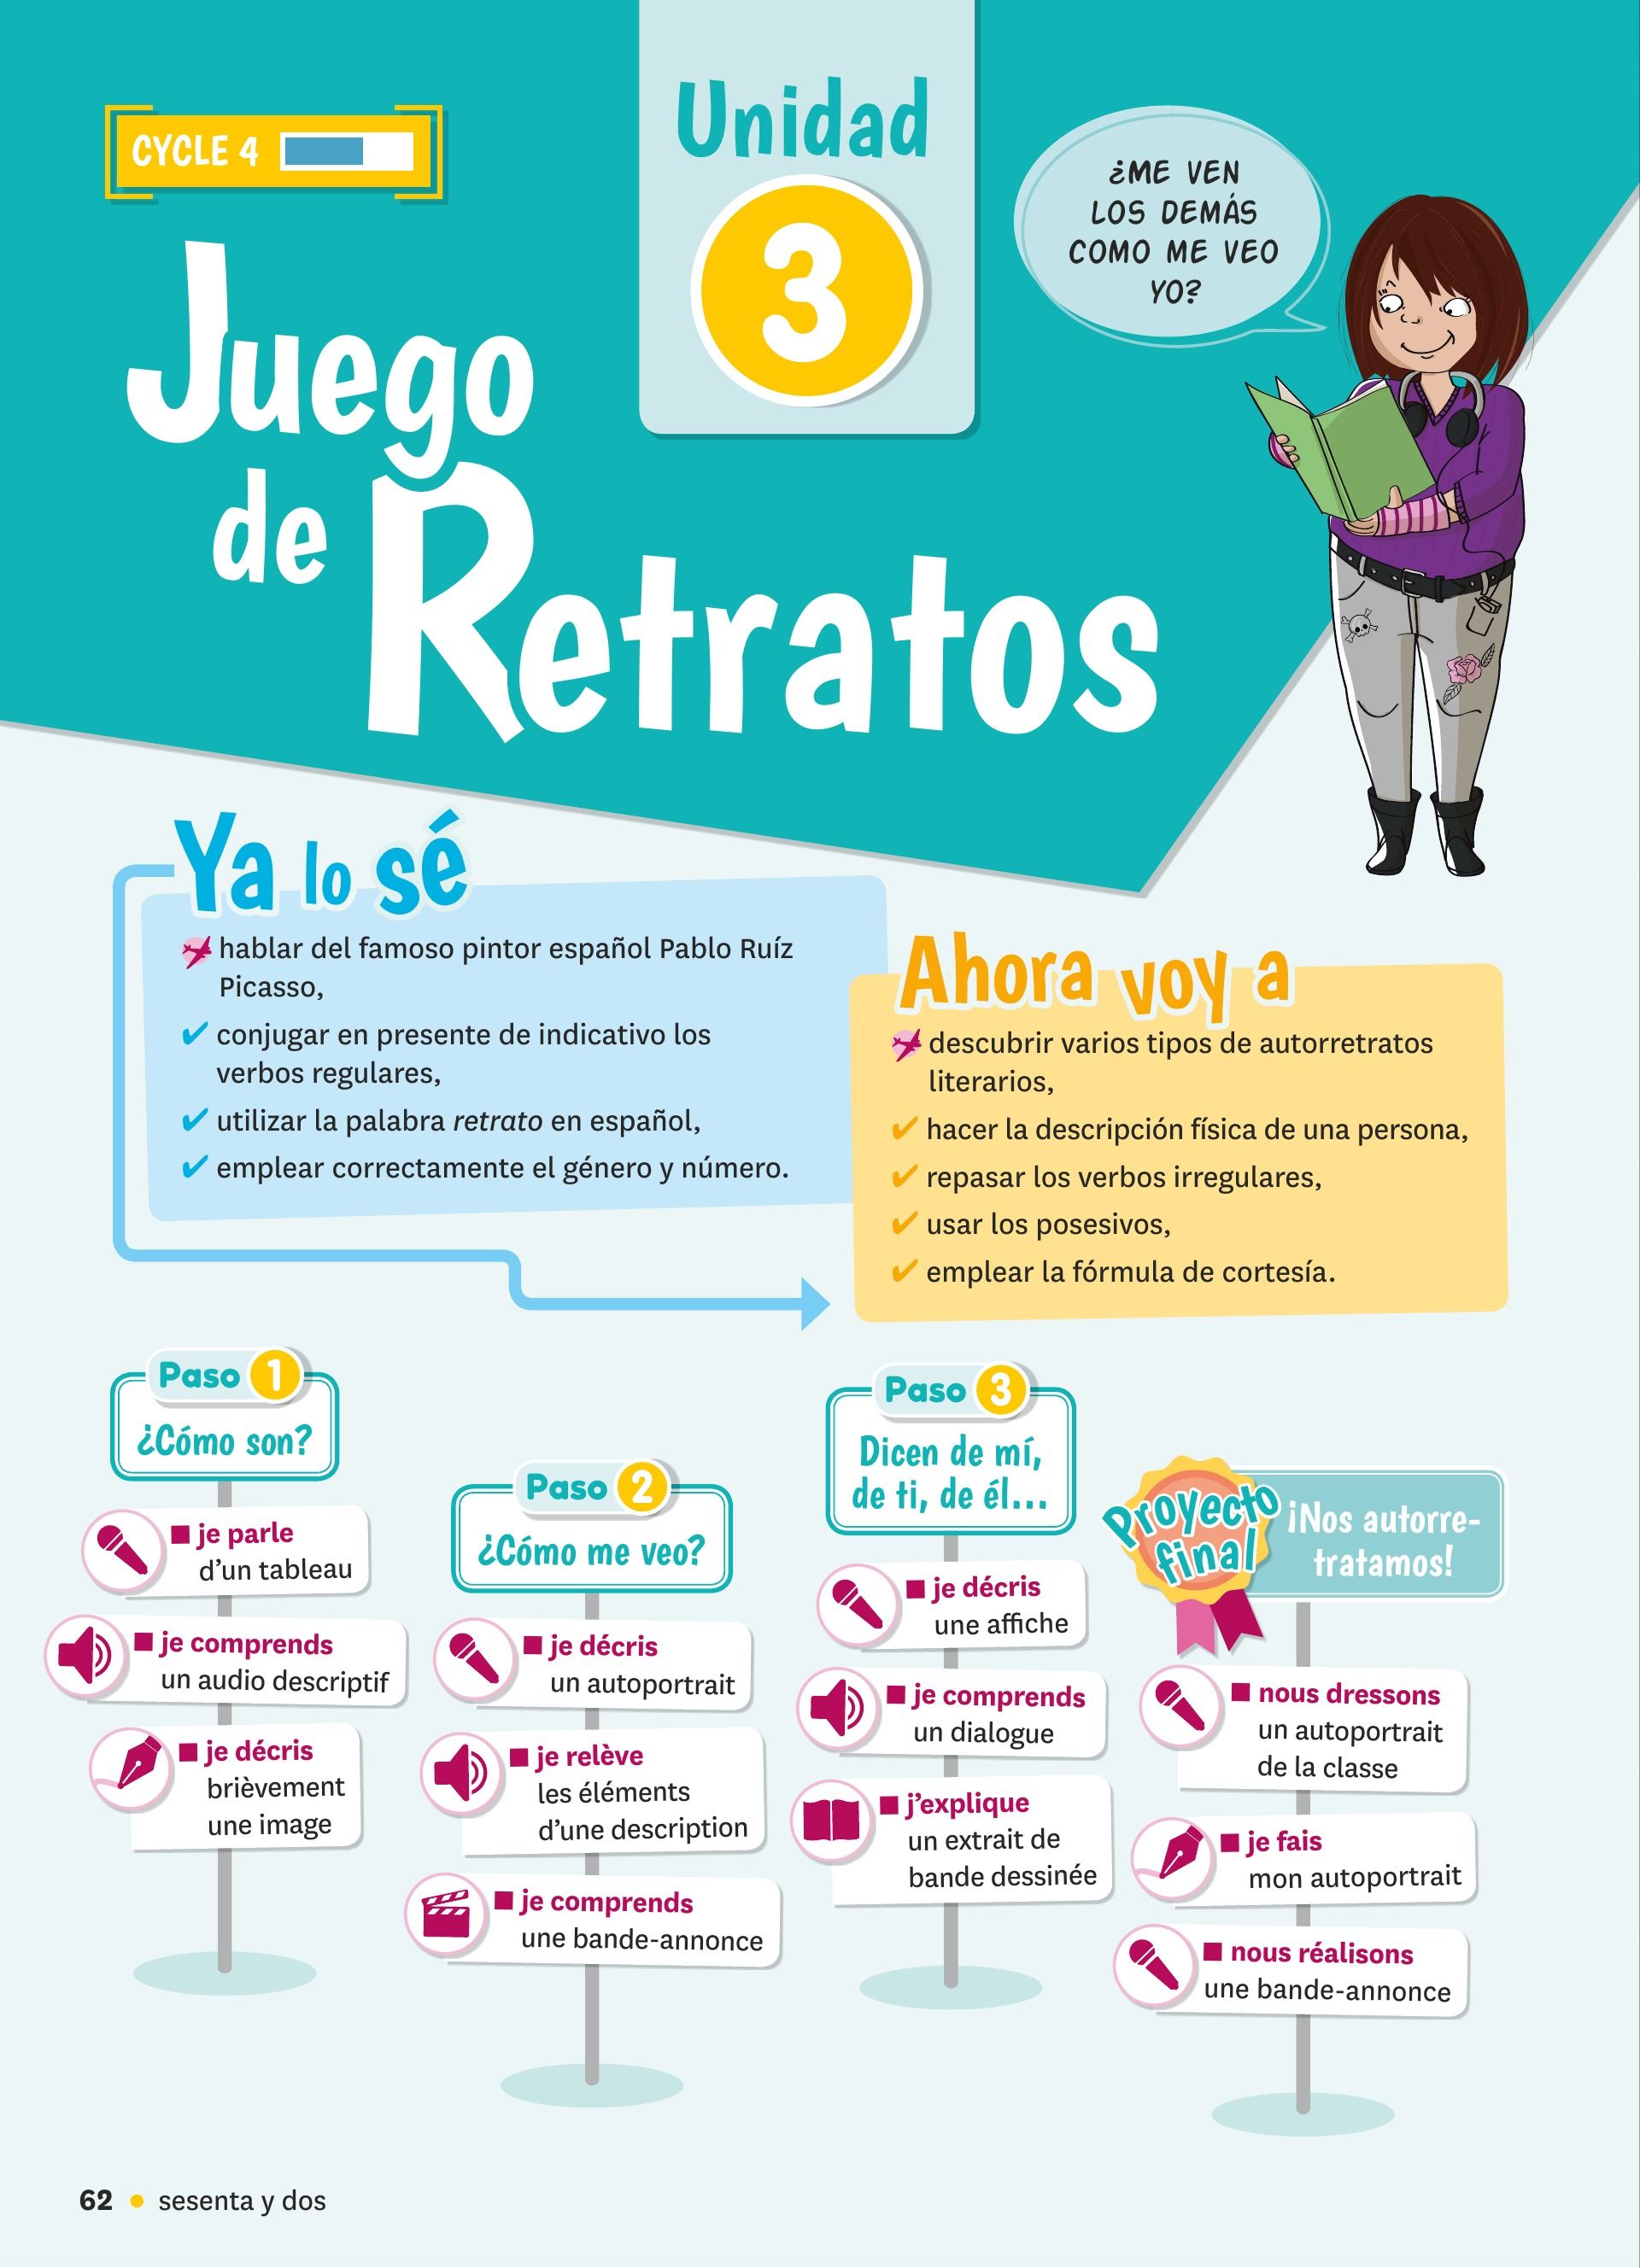 CYCLE 4
Unidad
3
¿ME VEN
LOS DEMÁS
COMO ME VEO
YO?
Juego
de Retratos
Ya lo sé
hablar del famoso pintor español Pablo Ruíz
Picasso,
✔ conjugar en presente de indicativo los
verbos regulares,
✔ utilizar la palabra retrato en español,
✔ emplear correctamente el género y número.
Ahora voy a
descubrir varios tipos de autorretratos
literarios,
✔ hacer la descripción física de una persona,
✔ repasar los verbos irregulares,
✔ usar los posesivos,
✔ emplear la fórmula de cortesía.
Paso 1
¿Cómo son?
■ je parle
d'un tableau
■ je comprends
un audio descriptif
■ je décris
brièvement
une image
Paso 2
¿Cómo me veo?
■ je décris
un autoportrait
■ je relève
les éléments
d'une description
■ je comprends
une bande-annonce
Paso 3
Dicen de mí,
de ti, de él...
■ je décris
une affiche
■ je comprends
un dialogue
■ j'explique
un extrait de
bande dessinée
Proyecto
final
¡Nos autorre-
tratamos!
■ nous dressons
un autoportrait
de la classe
■ je fais
mon autoportrait
■ nous réalisons
une bande-annonce
62 • sesenta y dos